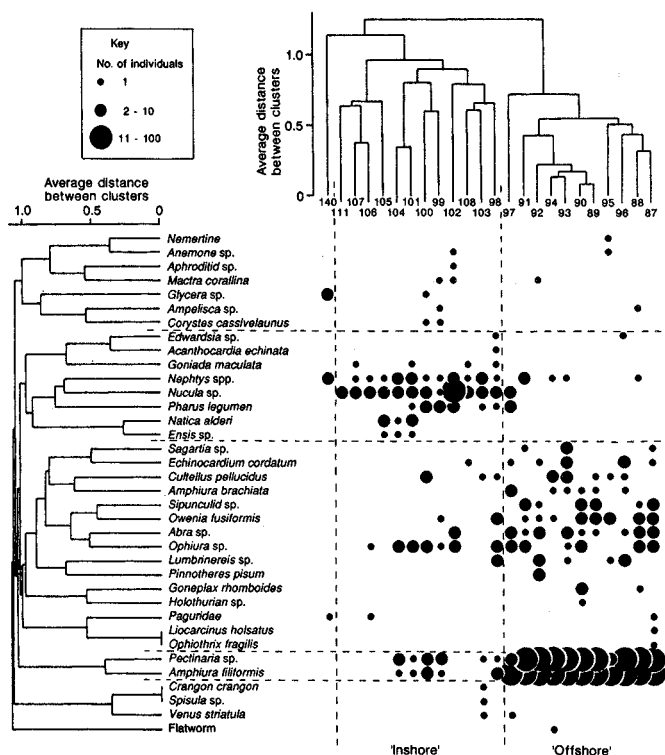 Key
No. of individuals
1
2 - 10
11 - 100
Average distance
between clusters
1.0
0.5
0
Average distance
between clusters
1.0 0.5 0
140 111 107 106 105 104 101 100 99 102 108 103 98 97 91 92 94 93 90 89 95 96 88 87
Nemertine
Anemone sp.
Aphroditid sp.
Mactra corallina
Glycera sp.
Ampelisca sp.
Corystes cassivelaunus
Edwardsia sp.
Acanthocardia echinata
Goniada maculata
Nephtys spp.
Nucula sp.
Pharus legumen
Natica alderi
Ensis sp.
Sagartia sp.
Echinocardium cordatum
Cultellus pellucidus
Amphiura brachiata
Sipunculid sp.
Owenia fusiformis
Abra sp.
Ophiura sp.
Lumbrinereis sp.
Pinnotheres pisum
Goneplax rhomboides
Holothurian sp.
Paguridae
Liocarcinus holsatus
Ophiothrix fragilis
Pectinaria sp.
Amphiura filiformis
Crangon crangon
Spisula sp.
Venus striatula
Flatworm
'Inshore' 'Offshore'